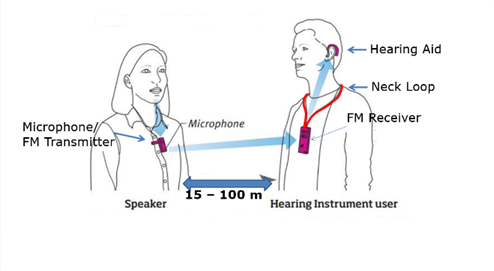 Hearing Aid
Neck Loop
Microphone
FM Receiver
Microphone/
FM Transmitter
15 – 100 m
Speaker
Hearing Instrument user